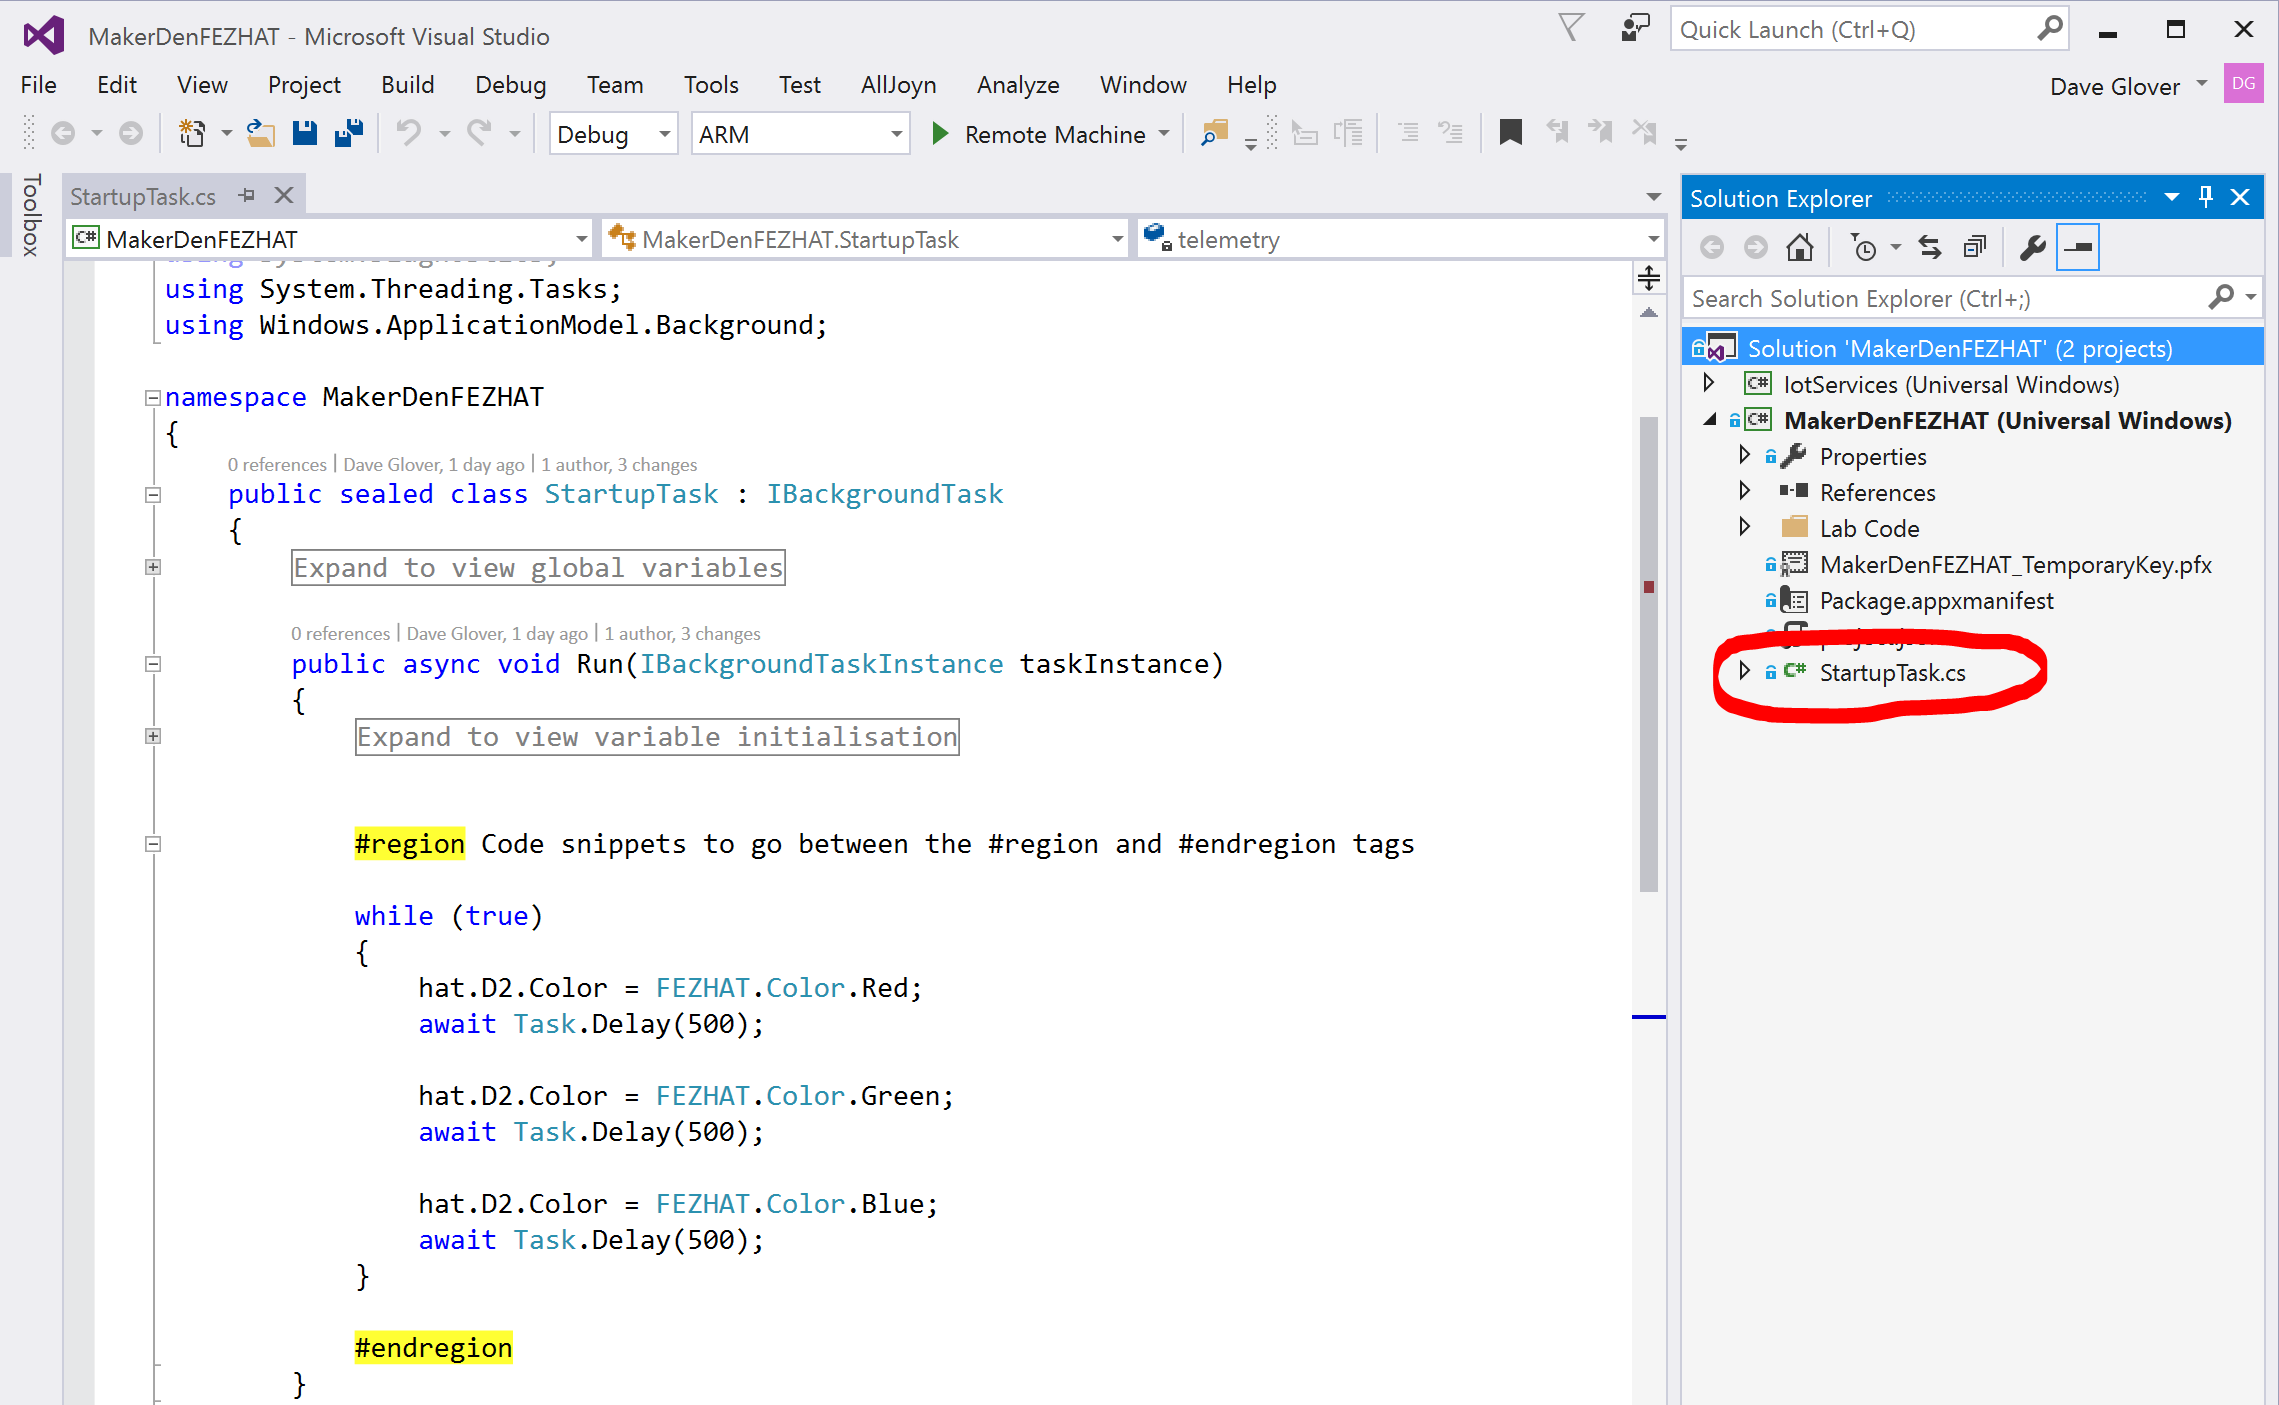 MakerDenFEZHAT - Microsoft Visual Studio
Quick Launch (Ctrl+Q)
File Edit View Project Build Debug Team Tools Test AllJoyn Analyze Window Help
Dave Glover DG
Debug ARM Remote Machine
Toolbox
StartupTask.cs
MakerDenFEZHAT MakerDenFEZHAT.StartupTask telemetry
using System.Threading.Tasks;
using Windows.ApplicationModel.Background;
namespace MakerDenFEZHAT
{
0 references | Dave Glover, 1 day ago | 1 author, 3 changes
public sealed class StartupTask : IBackgroundTask
{
Expand to view global variables
0 references | Dave Glover, 1 day ago | 1 author, 3 changes
public async void Run(IBackgroundTaskInstance taskInstance)
{
Expand to view variable initialisation
#region Code snippets to go between the #region and #endregion tags
while (true)
{
hat.D2.Color = FEZHAT.Color.Red;
await Task.Delay(500);
hat.D2.Color = FEZHAT.Color.Green;
await Task.Delay(500);
hat.D2.Color = FEZHAT.Color.Blue;
await Task.Delay(500);
}
#endregion
}
Solution Explorer
Search Solution Explorer (Ctrl+;)
Solution 'MakerDenFEZHAT' (2 projects)
C# IotServices (Universal Windows)
C# MakerDenFEZHAT (Universal Windows)
Properties
References
Lab Code
MakerDenFEZHAT_TemporaryKey.pfx
Package.appxmanifest
C# StartupTask.cs